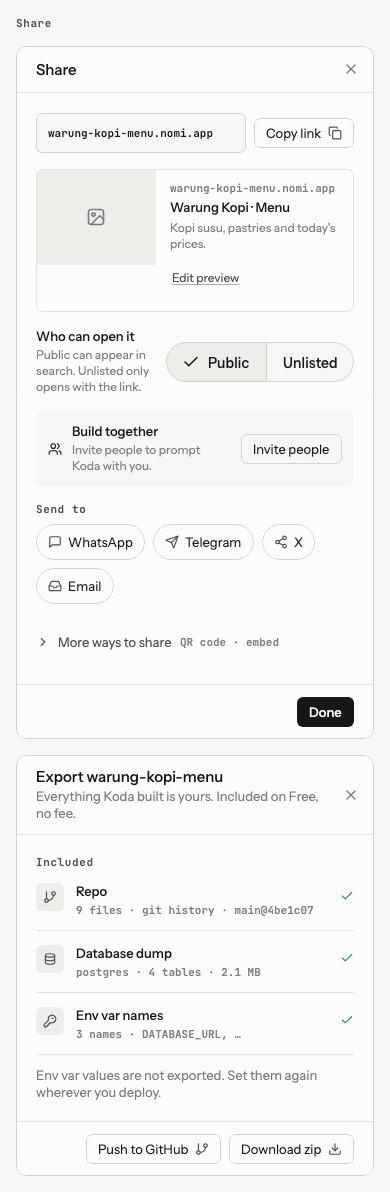 Share
Share
warung-kopi-menu.nomi.app
Copy link
warung-kopi-menu.nomi.app
Warung Kopi · Menu
Kopi susu, pastries and today's
prices.
Edit preview
Who can open it
Public can appear in
search. Unlisted only
opens with the link.
Public
Unlisted
Build together
Invite people to prompt
Koda with you.
Invite people
Send to
WhatsApp
Telegram
X
Email
More ways to share QR code · embed
Done
Export warung-kopi-menu
Everything Koda built is yours. Included on Free,
no fee.
Included
Repo
9 files · git history · main@4be1c07
Database dump
postgres · 4 tables · 2.1 MB
Env var names
3 names · DATABASE_URL, …
Env var values are not exported. Set them again
wherever you deploy.
Push to GitHub
Download zip